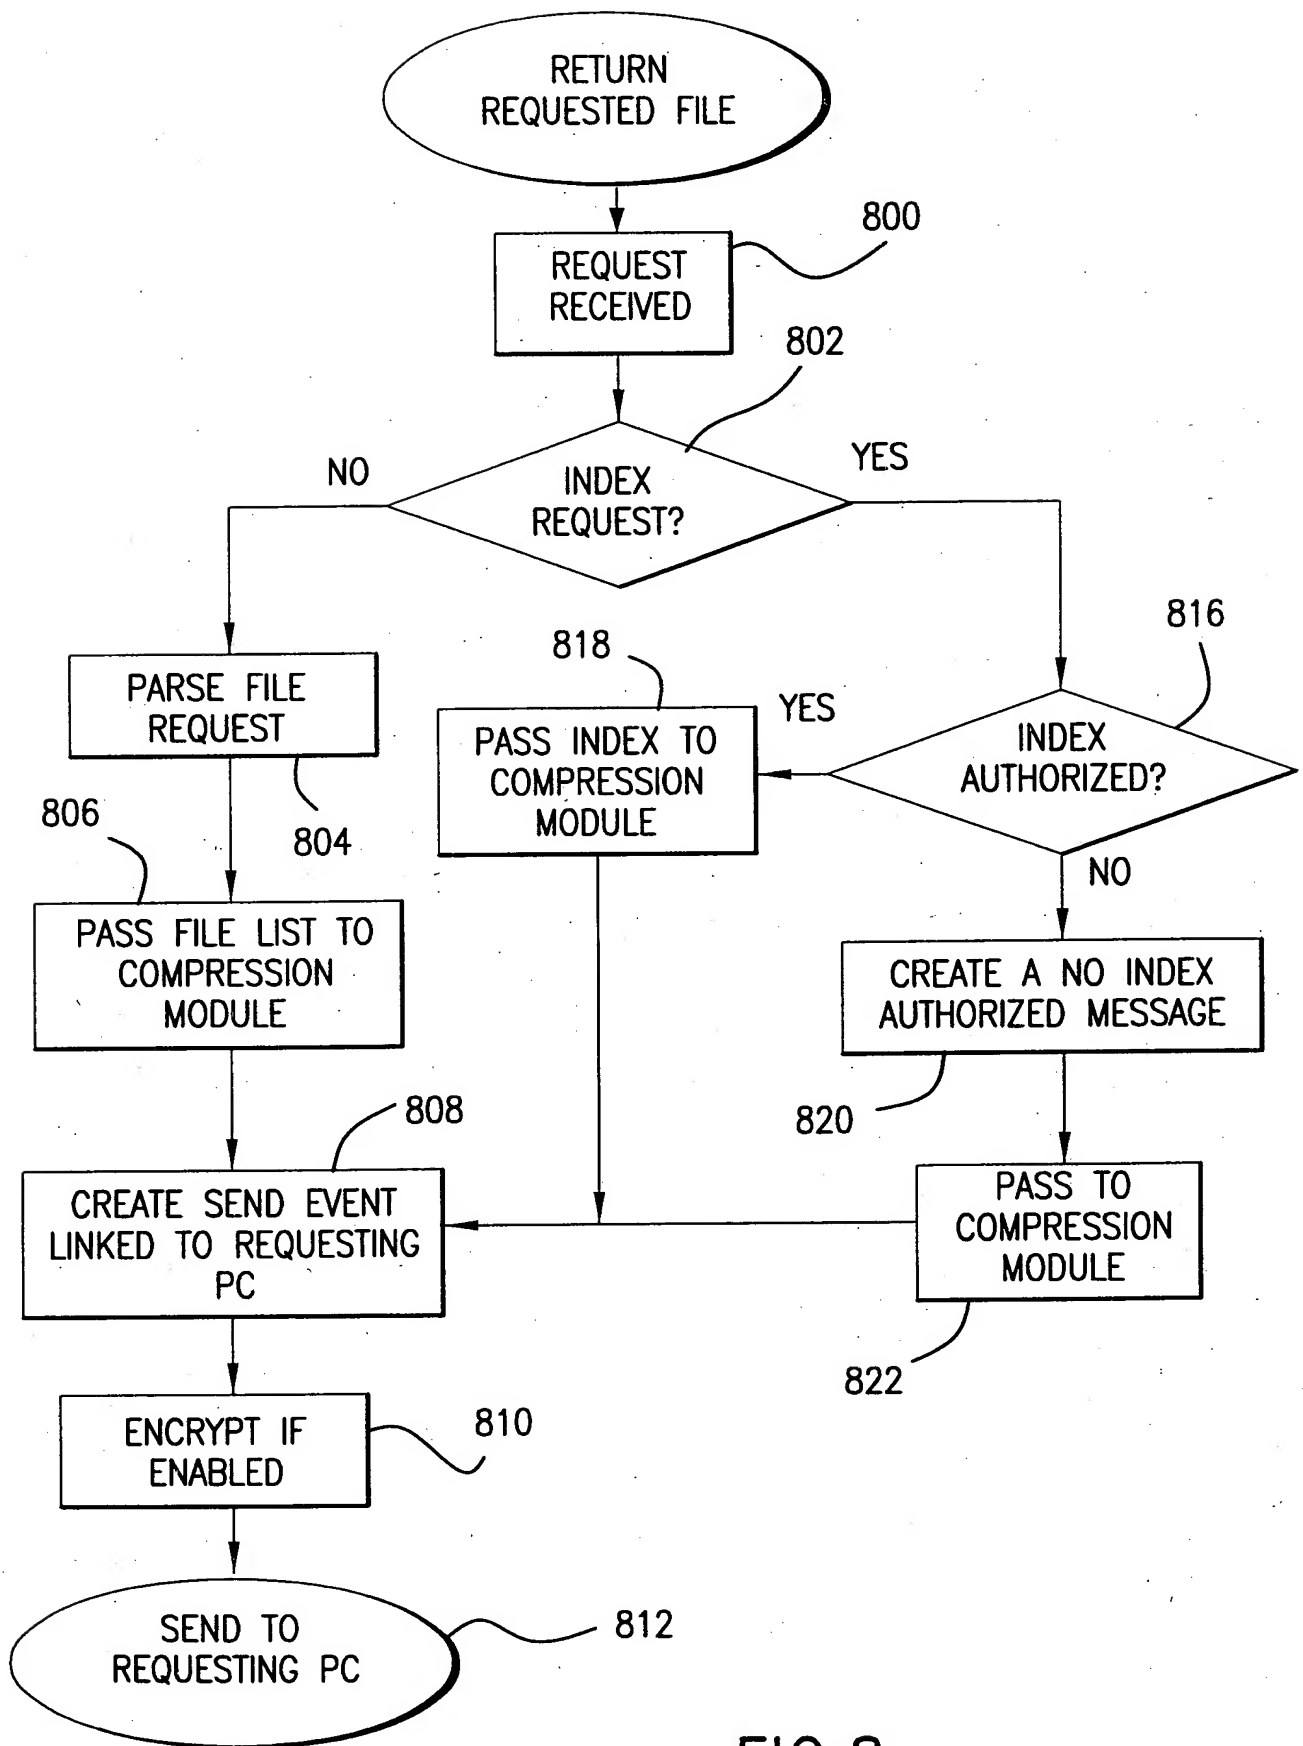 RETURN
REQUESTED FILE
800
REQUEST
RECEIVED
802
NO
YES
INDEX
REQUEST?
816
818
YES
PARSE FILE
REQUEST
804
PASS INDEX TO
COMPRESSION
MODULE
INDEX
AUTHORIZED?
NO
806
PASS FILE LIST TO
COMPRESSION
MODULE
CREATE A NO INDEX
AUTHORIZED MESSAGE
820
808
CREATE SEND EVENT
LINKED TO REQUESTING
PC
PASS TO
COMPRESSION
MODULE
822
ENCRYPT IF
ENABLED
810
SEND TO
REQUESTING PC
812